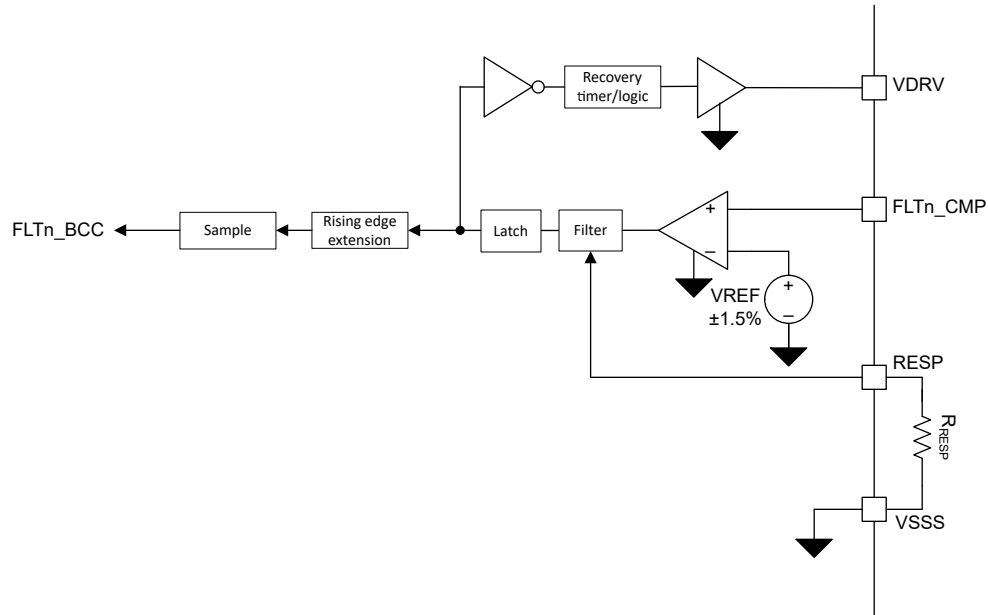 Recovery
timer/logic
VDRV
FLTn_CMP
FLTn_BCC
Sample
Rising edge
extension
Latch
Filter
+
–
VREF
±1.5%
+
–
RESP
RRESP
VSSS